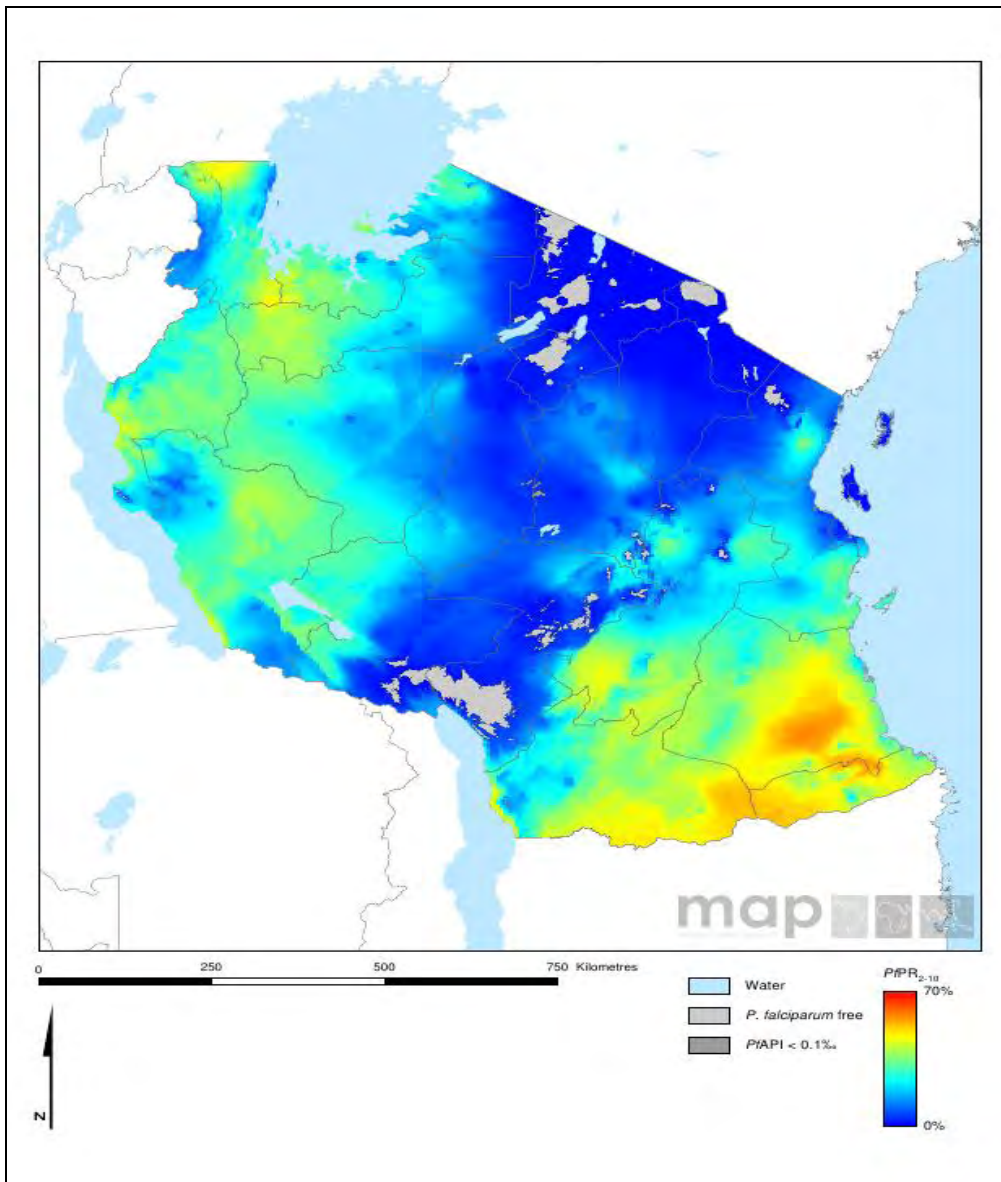 map
0 250 500 750 Kilometres
Water
P. falciparum free
PfAPI < 0.1‰
PfPR2-10
70%
0%
N